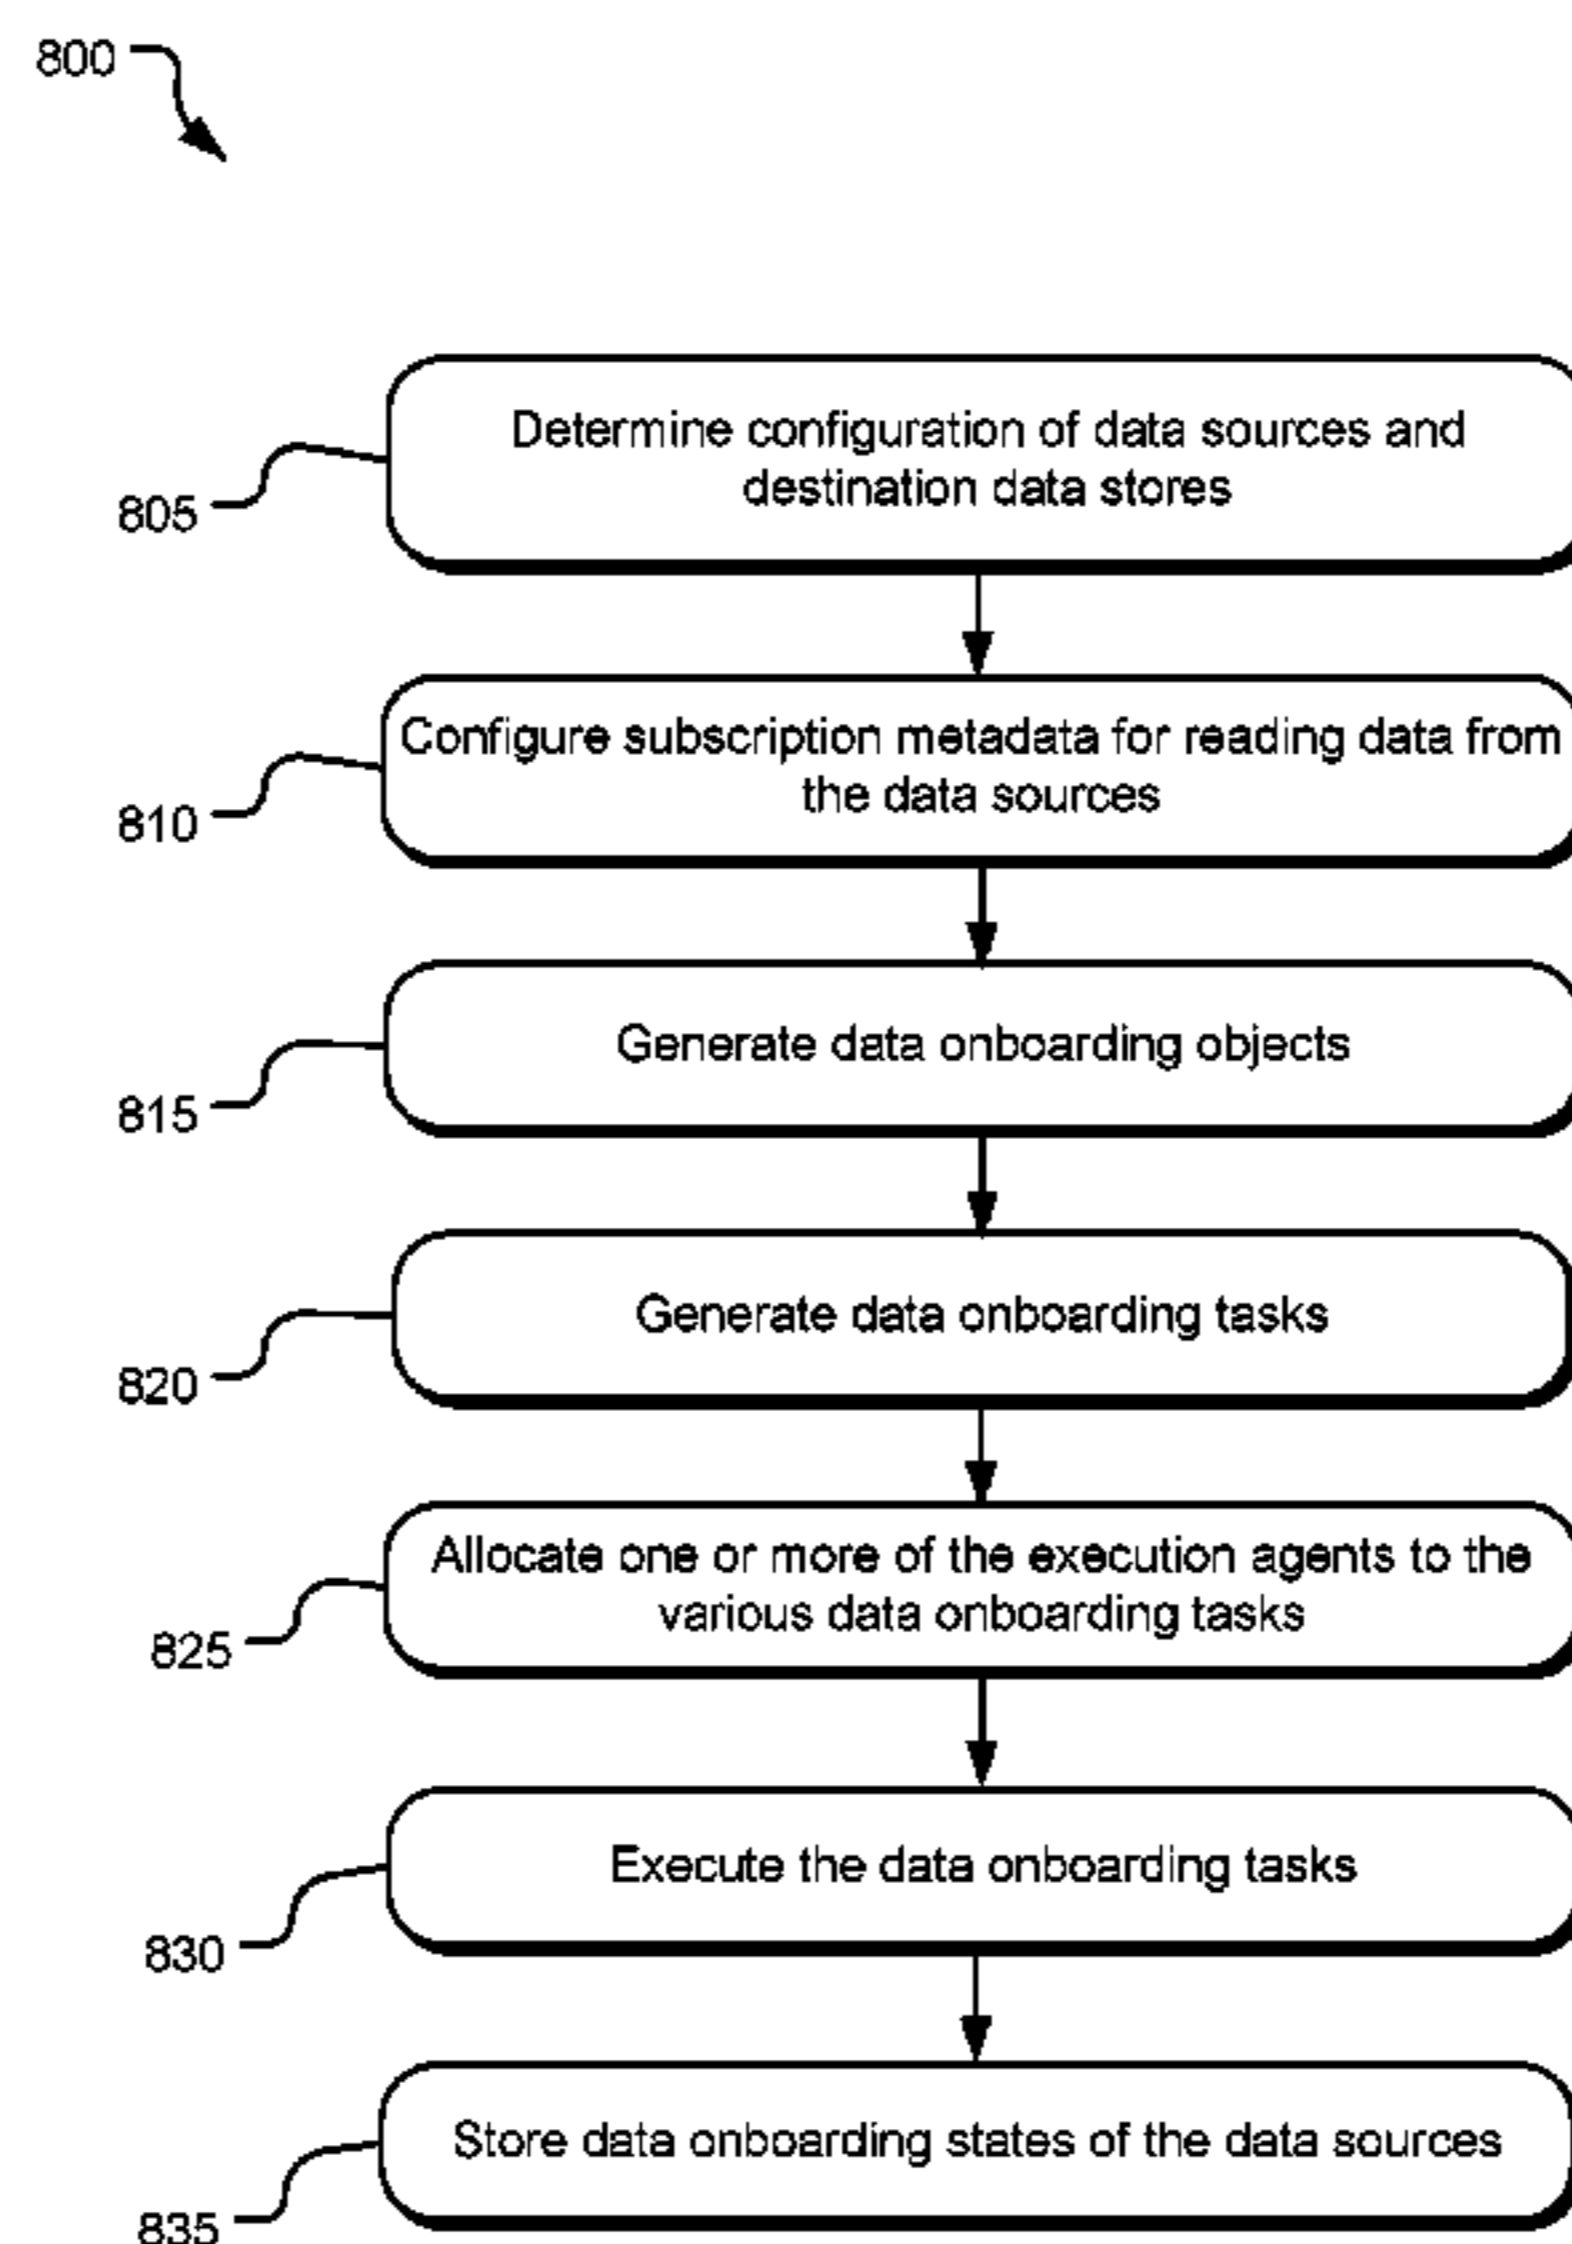 800
Determine configuration of data sources and
destination data stores
805
Configure subscription metadata for reading data from
the data sources
810
Generate data onboarding objects
815
Generate data onboarding tasks
820
Allocate one or more of the execution agents to the
various data onboarding tasks
825
Execute the data onboarding tasks
830
Store data onboarding states of the data sources
835